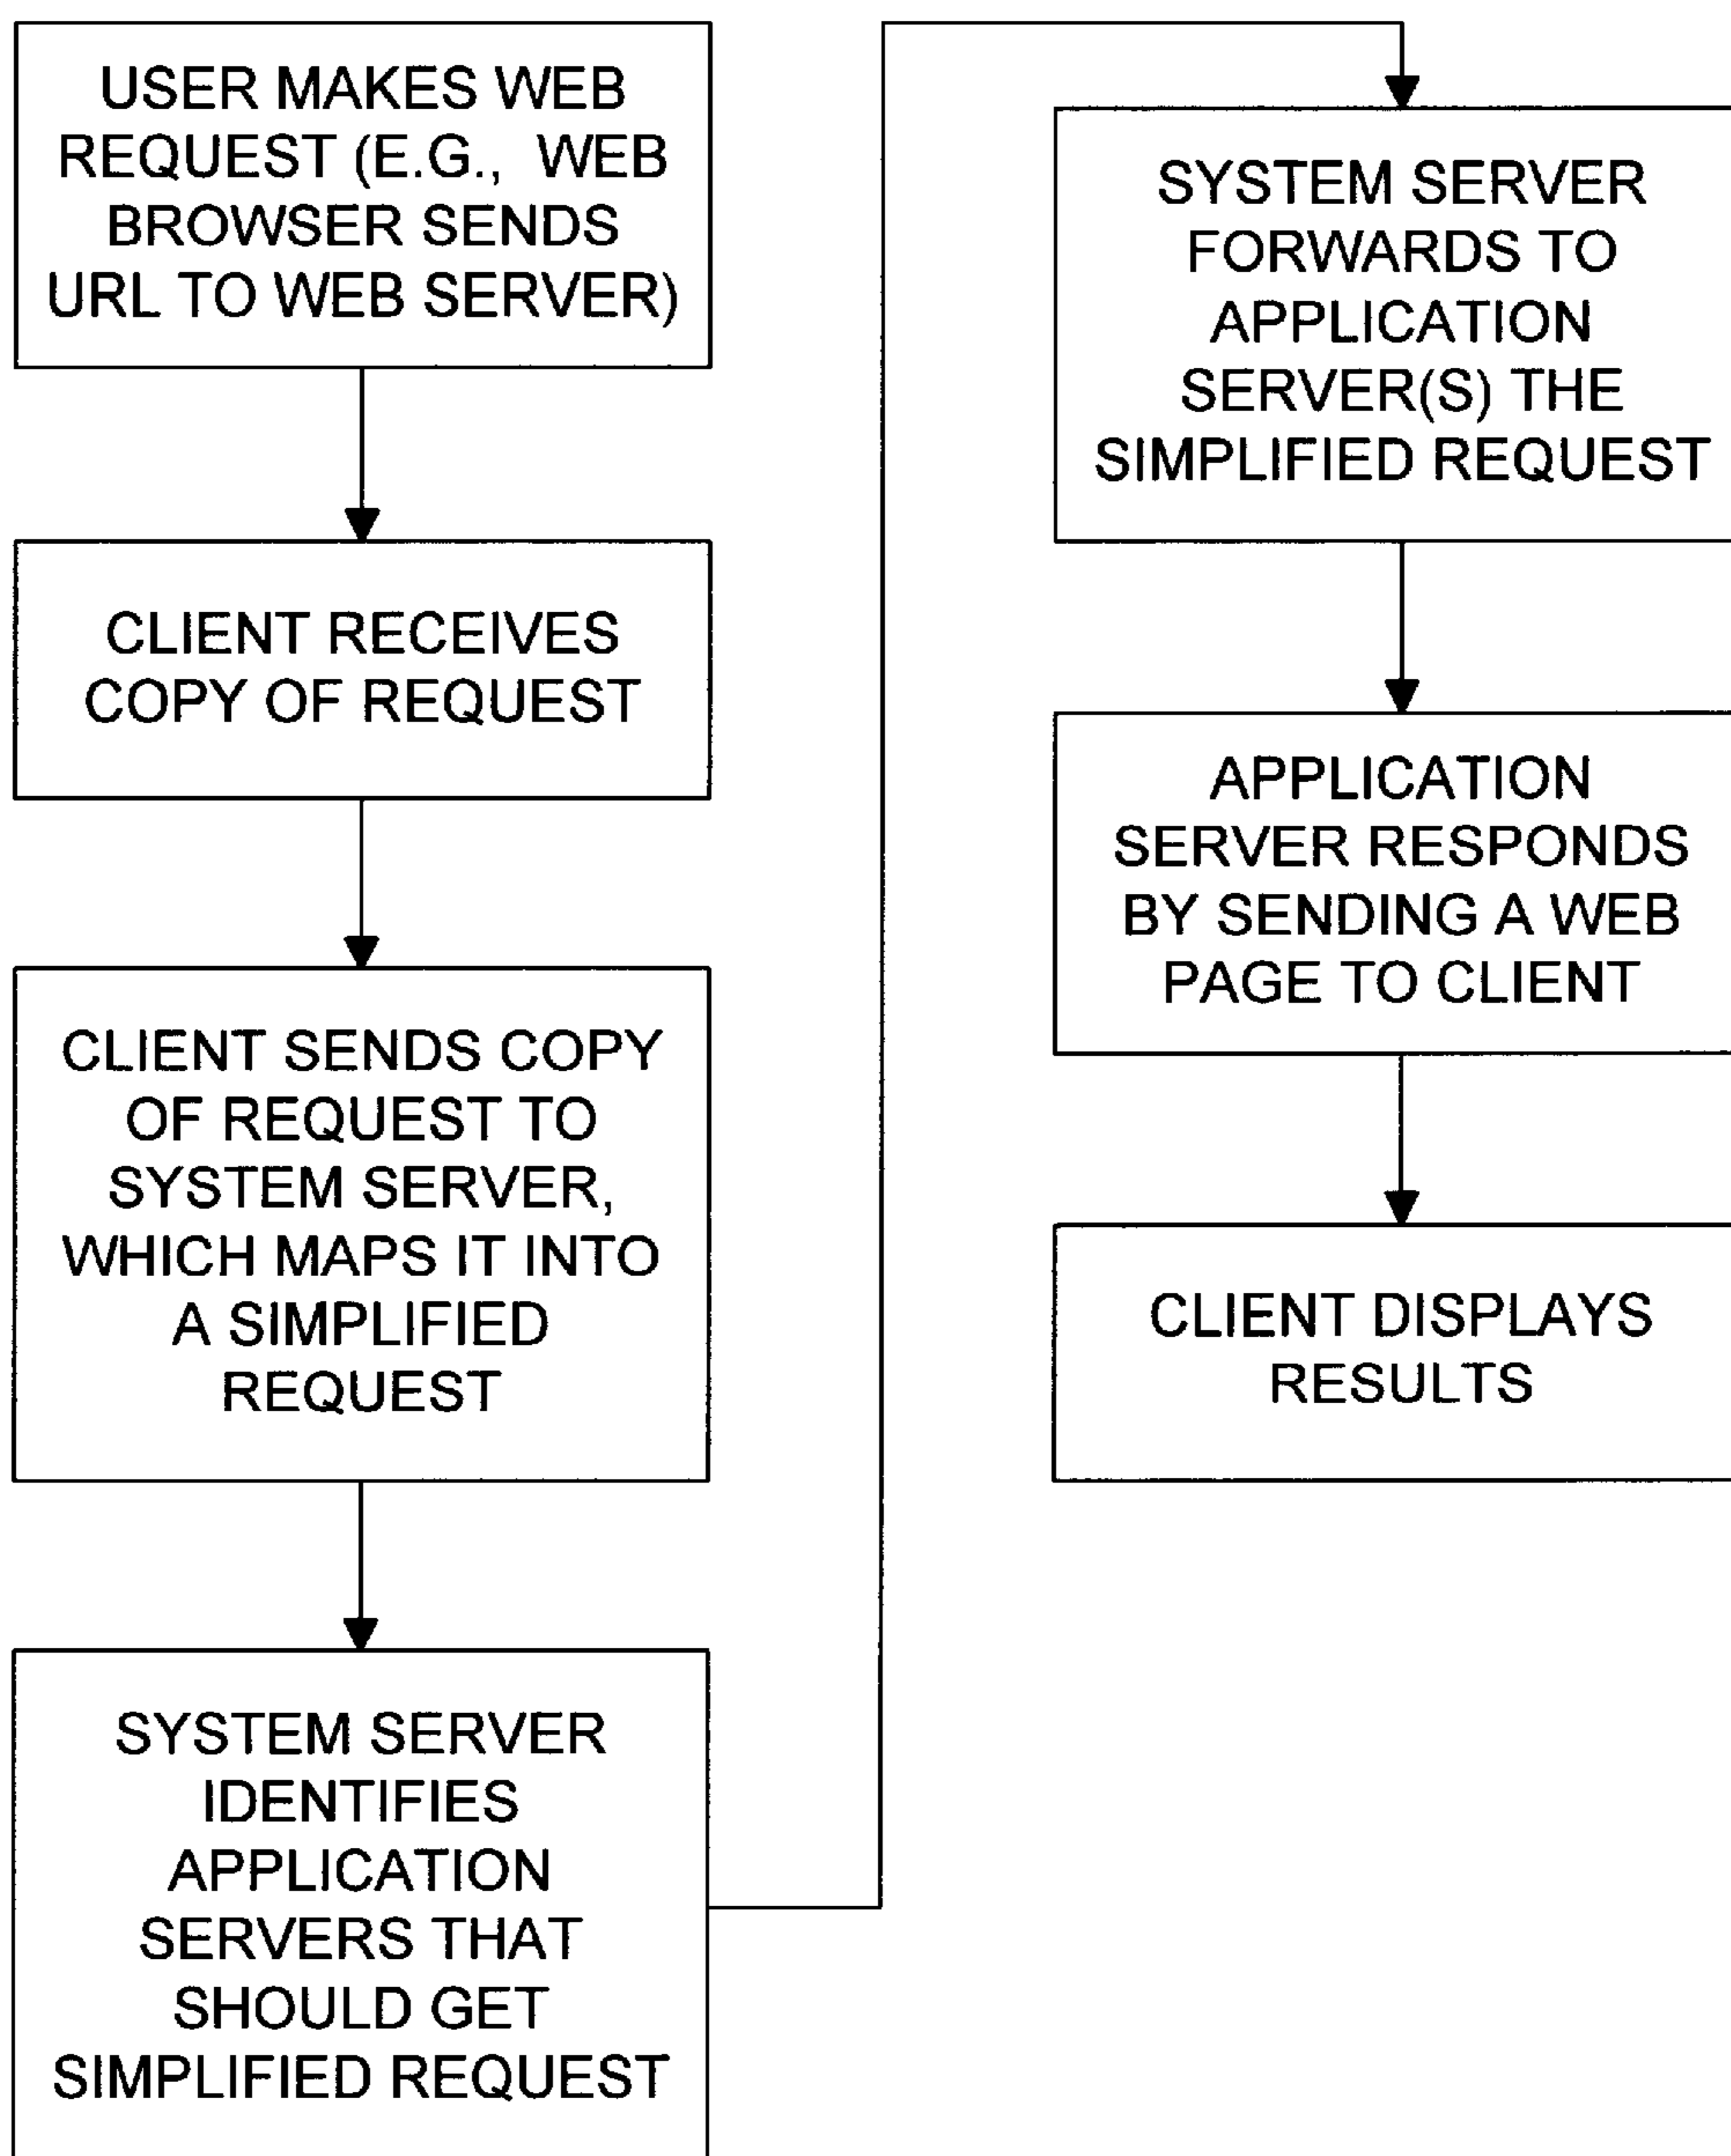 USER MAKES WEB
REQUEST (E.G., WEB
BROWSER SENDS
URL TO WEB SERVER)
CLIENT RECEIVES
COPY OF REQUEST
CLIENT SENDS COPY
OF REQUEST TO
SYSTEM SERVER,
WHICH MAPS IT INTO
A SIMPLIFIED
REQUEST
SYSTEM SERVER
IDENTIFIES
APPLICATION
SERVERS THAT
SHOULD GET
SIMPLIFIED REQUEST
SYSTEM SERVER
FORWARDS TO
APPLICATION
SERVER(S) THE
SIMPLIFIED REQUEST
APPLICATION
SERVER RESPONDS
BY SENDING A WEB
PAGE TO CLIENT
CLIENT DISPLAYS
RESULTS